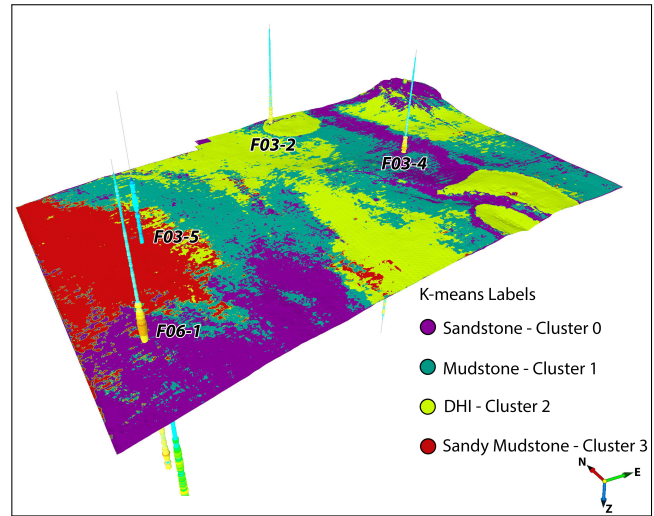 F03-2
F03-4
F03-5
F06-1
K-means Labels
Sandstone - Cluster 0
Mudstone - Cluster 1
DHI - Cluster 2
Sandy Mudstone - Cluster 3
N
E
Z